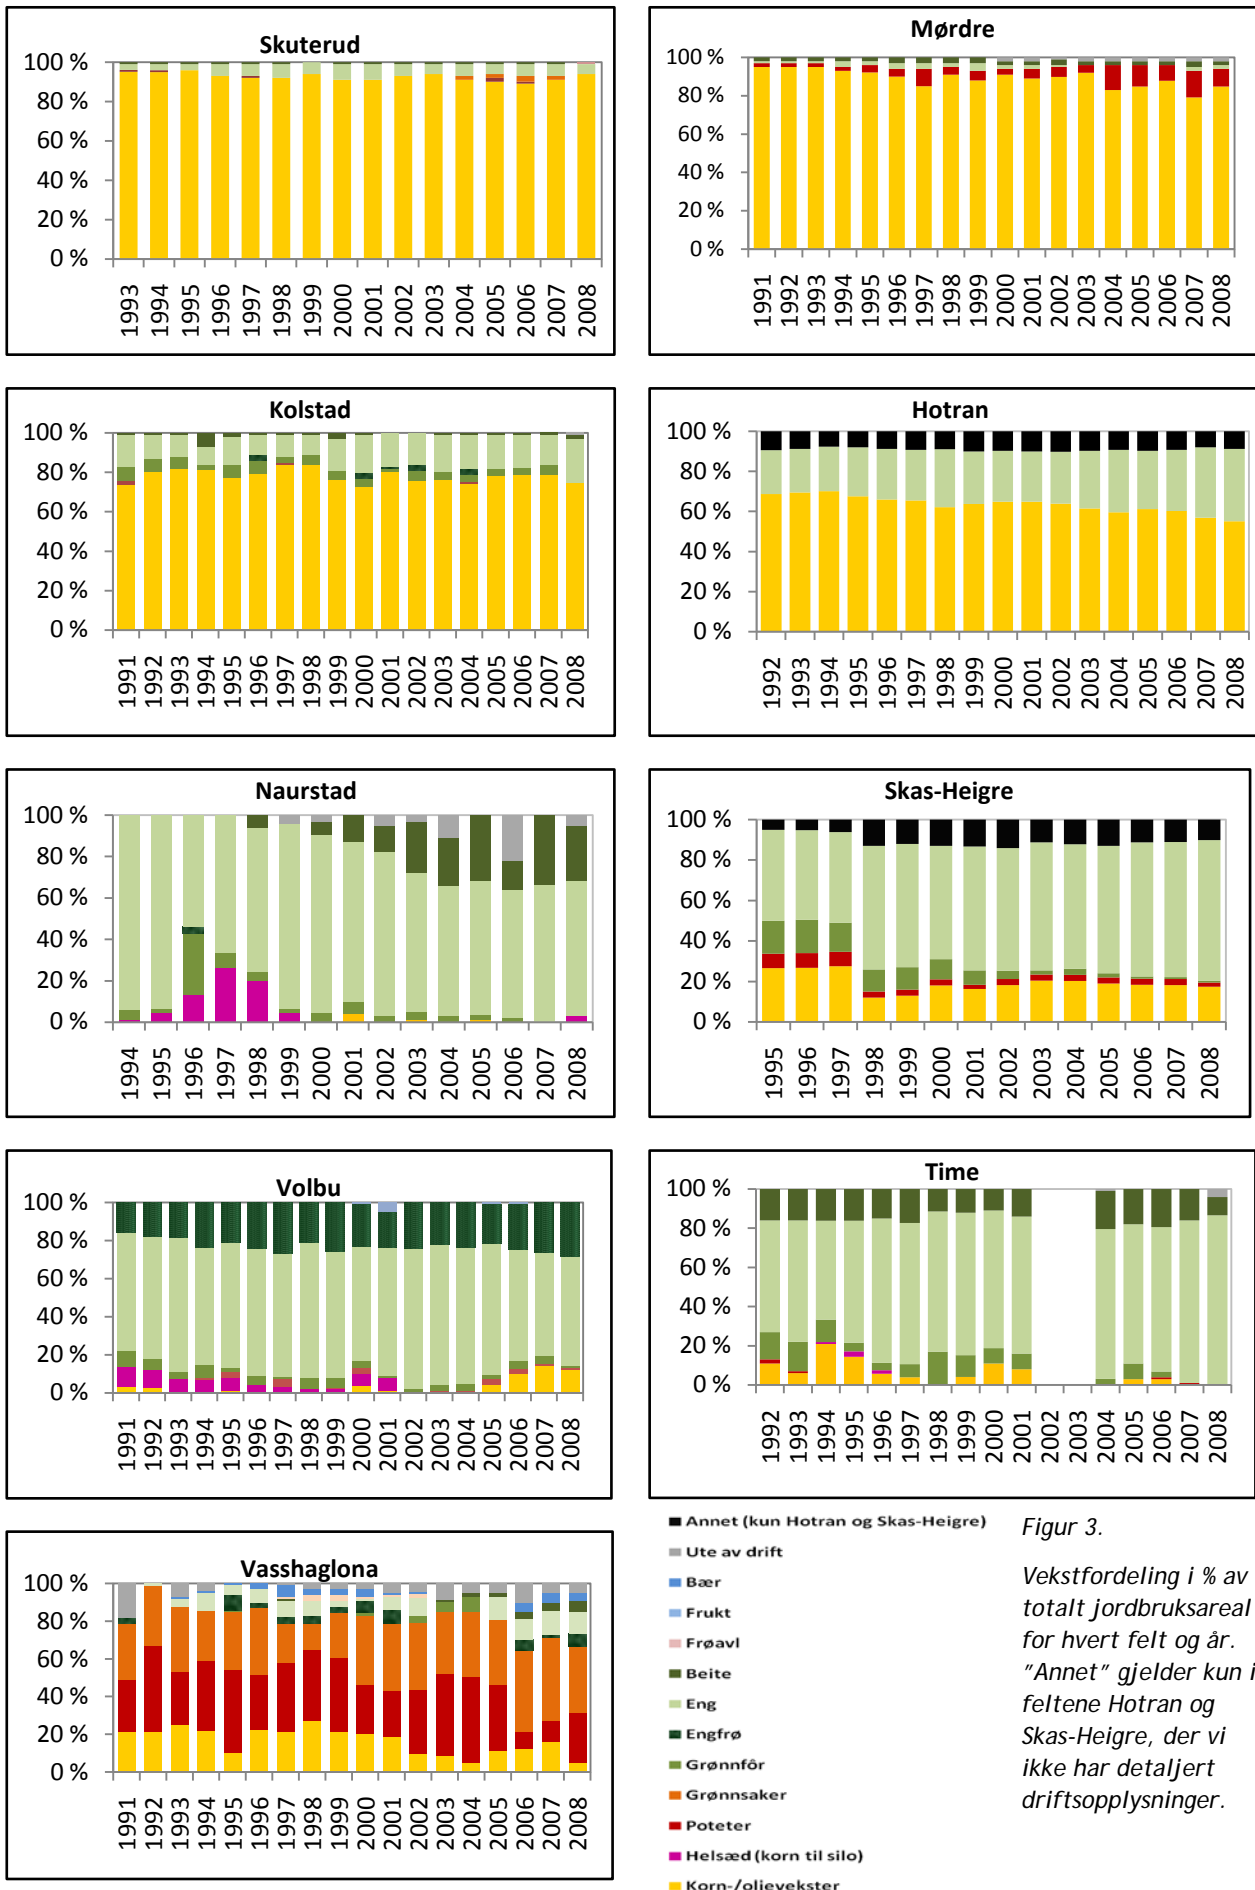 Skuterud
100 %
80 %
60 %
40 %
20 %
0 %
1993 1994 1995 1996 1997 1998 1999 2000 2001 2002 2003 2004 2005 2006 2007 2008
Mørdre
100 %
80 %
60 %
40 %
20 %
0 %
1991 1992 1993 1994 1995 1996 1997 1998 1999 2000 2001 2002 2003 2004 2005 2006 2007 2008
Kolstad
100 %
80 %
60 %
40 %
20 %
0 %
1991 1992 1993 1994 1995 1996 1997 1998 1999 2000 2001 2002 2003 2004 2005 2006 2007 2008
Hotran
100 %
80 %
60 %
40 %
20 %
0 %
1992 1993 1994 1995 1996 1997 1998 1999 2000 2001 2002 2003 2004 2005 2006 2007 2008
Naurstad
100 %
80 %
60 %
40 %
20 %
0 %
1994 1995 1996 1997 1998 1999 2000 2001 2002 2003 2004 2005 2006 2007 2008
Skas-Heigre
100 %
80 %
60 %
40 %
20 %
0 %
1995 1996 1997 1998 1999 2000 2001 2002 2003 2004 2005 2006 2007 2008
Volbu
100 %
80 %
60 %
40 %
20 %
0 %
1991 1992 1993 1994 1995 1996 1997 1998 1999 2000 2001 2002 2003 2004 2005 2006 2007 2008
Time
100 %
80 %
60 %
40 %
20 %
0 %
1992 1993 1994 1995 1996 1997 1998 1999 2000 2001 2002 2003 2004 2005 2006 2007 2008
Vasshaglona
100 %
80 %
60 %
40 %
20 %
0 %
1991 1992 1993 1994 1995 1996 1997 1998 1999 2000 2001 2002 2003 2004 2005 2006 2007 2008
Annet (kun Hotran og Skas-Heigre)
Ute av drift
Bær
Frukt
Frøavl
Beite
Eng
Engfrø
Grønnfôr
Grønnsaker
Poteter
Helsæd (korn til silo)
Korn-/oljevekster
Figur 3.
Vekstfordeling i % av
totalt jordbruksareal
for hvert felt og år.
"Annet" gjelder kun i
feltene Hotran og
Skas-Heigre, der vi
ikke har detaljert
driftsopplysninger.